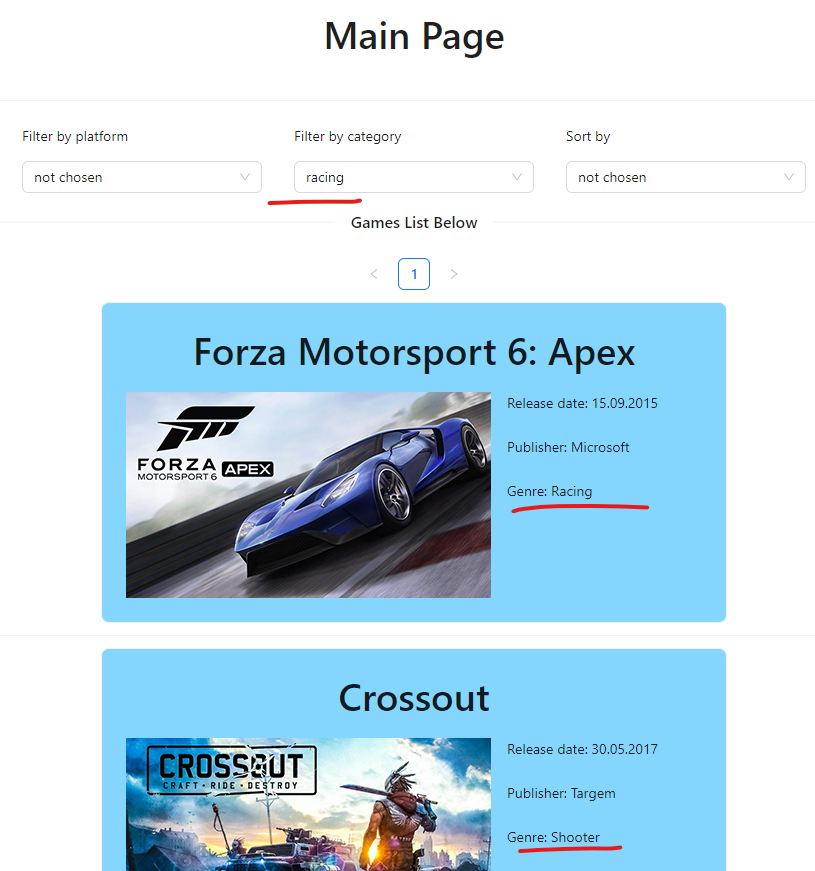 Main Page
Filter by platform
Filter by category
Sort by
not chosen
racing
not chosen
Games List Below
1
Forza Motorsport 6: Apex
FORZA
MOTORSPORT 6 APEX
Release date: 15.09.2015
Publisher: Microsoft
Genre: Racing
Crossout
CROSSOUT
CRAFT • RIDE • DESTROY
Release date: 30.05.2017
Publisher: Targem
Genre: Shooter